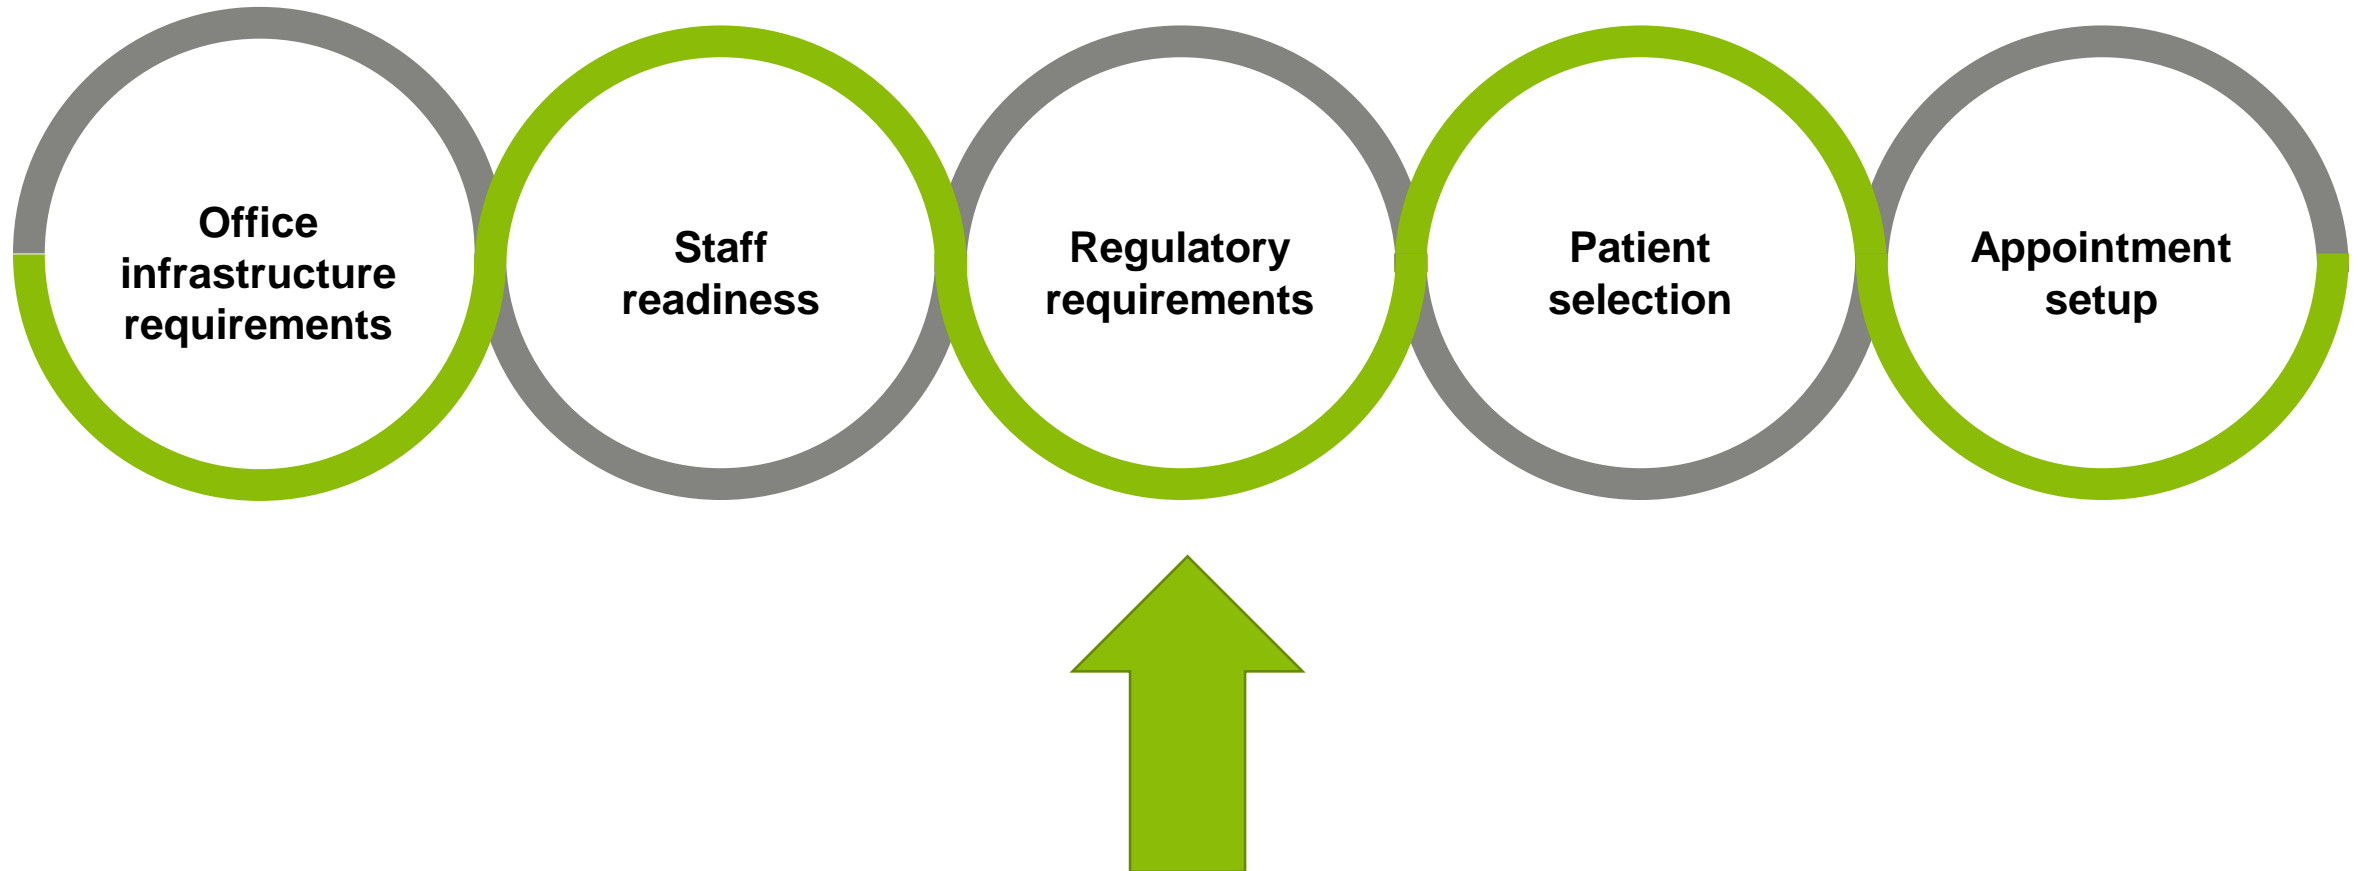 Office
infrastructure
requirements
Staff
readiness
Regulatory
requirements
Patient
selection
Appointment
setup